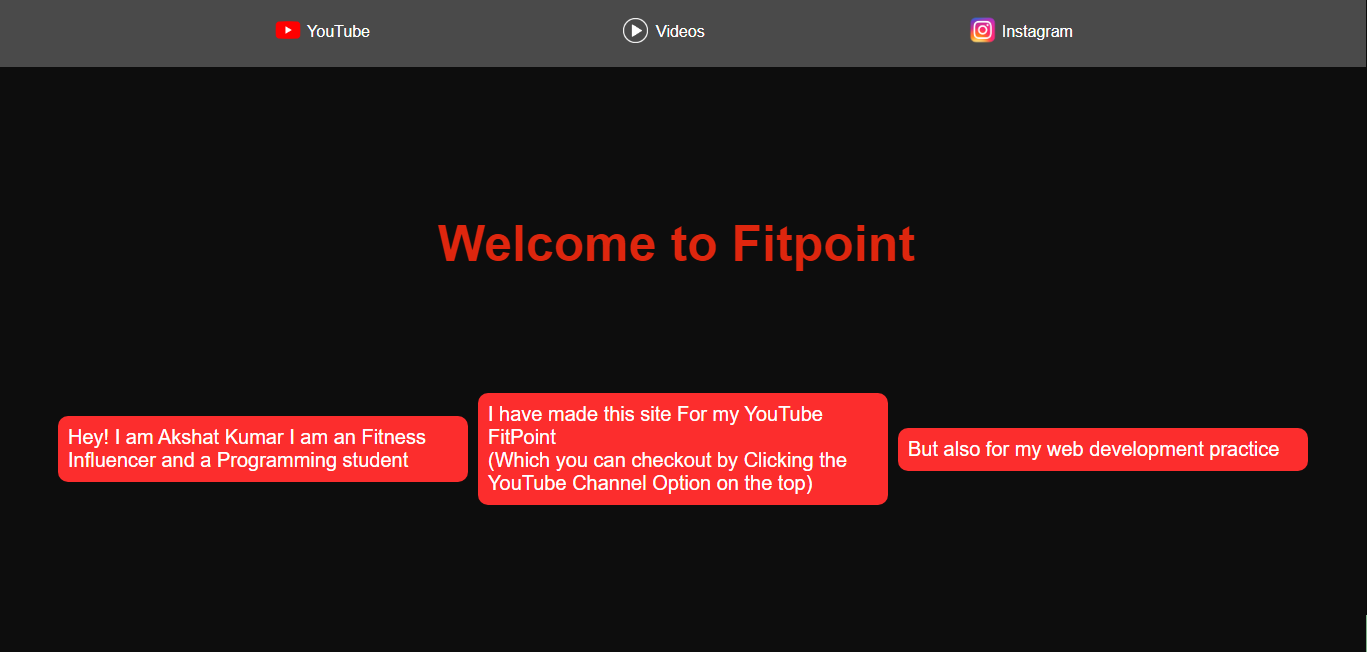 YouTube
Videos
Instagram
Welcome to Fitpoint
Hey! I am Akshat Kumar I am an Fitness
Influencer and a Programming student
I have made this site For my YouTube
FitPoint
(Which you can checkout by Clicking the
YouTube Channel Option on the top)
But also for my web development practice